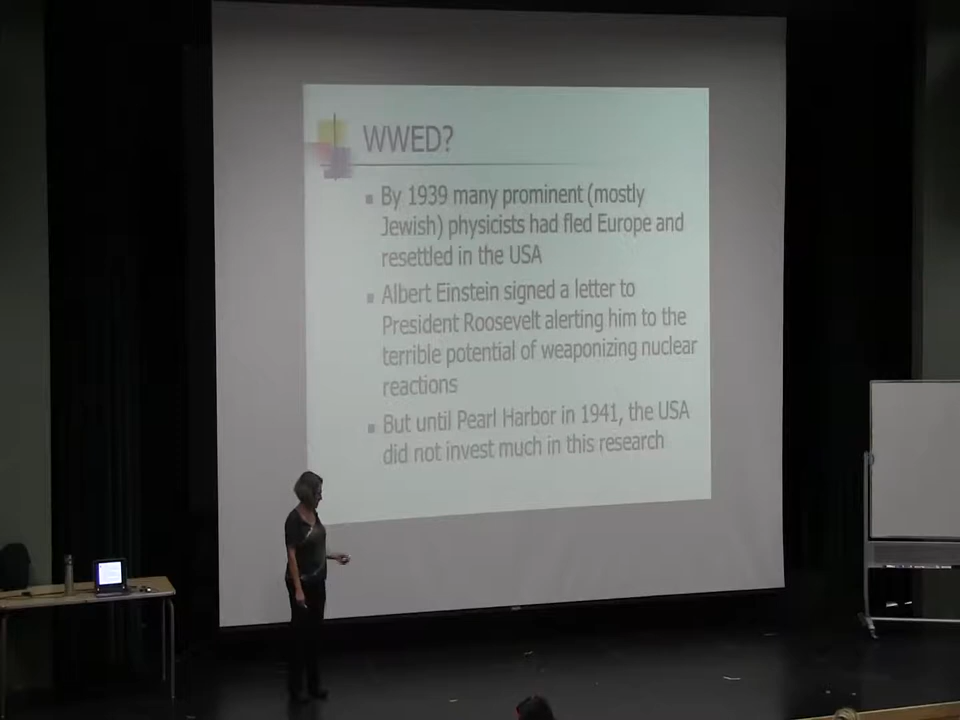 WWED?
▪ By 1939 many prominent (mostly
Jewish) physicists had fled Europe and
resettled in the USA
▪ Albert Einstein signed a letter to
President Roosevelt alerting him to the
terrible potential of weaponizing nuclear
reactions
▪ But until Pearl Harbor in 1941, the USA
did not invest much in this research